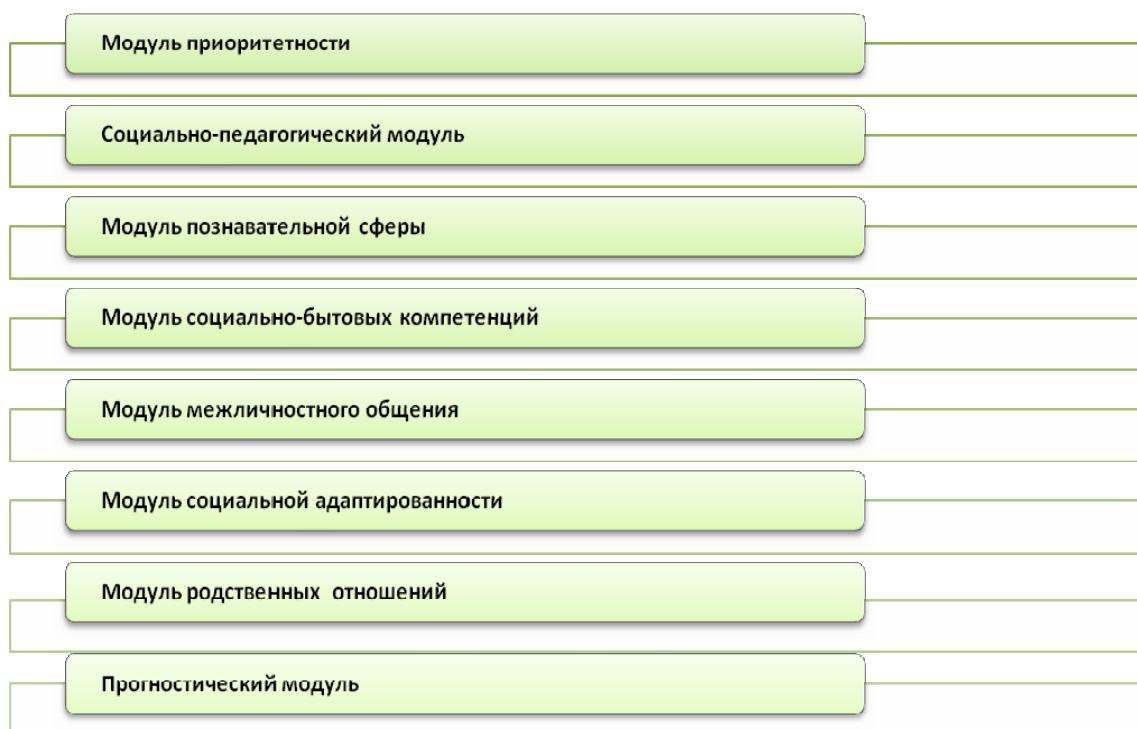 Модуль приоритетности
Социально-педагогический модуль
Модуль познавательной сферы
Модуль социально-бытовых компетенций
Модуль межличностного общения
Модуль социальной адаптированности
Модуль родственных отношений
Прогностический модуль